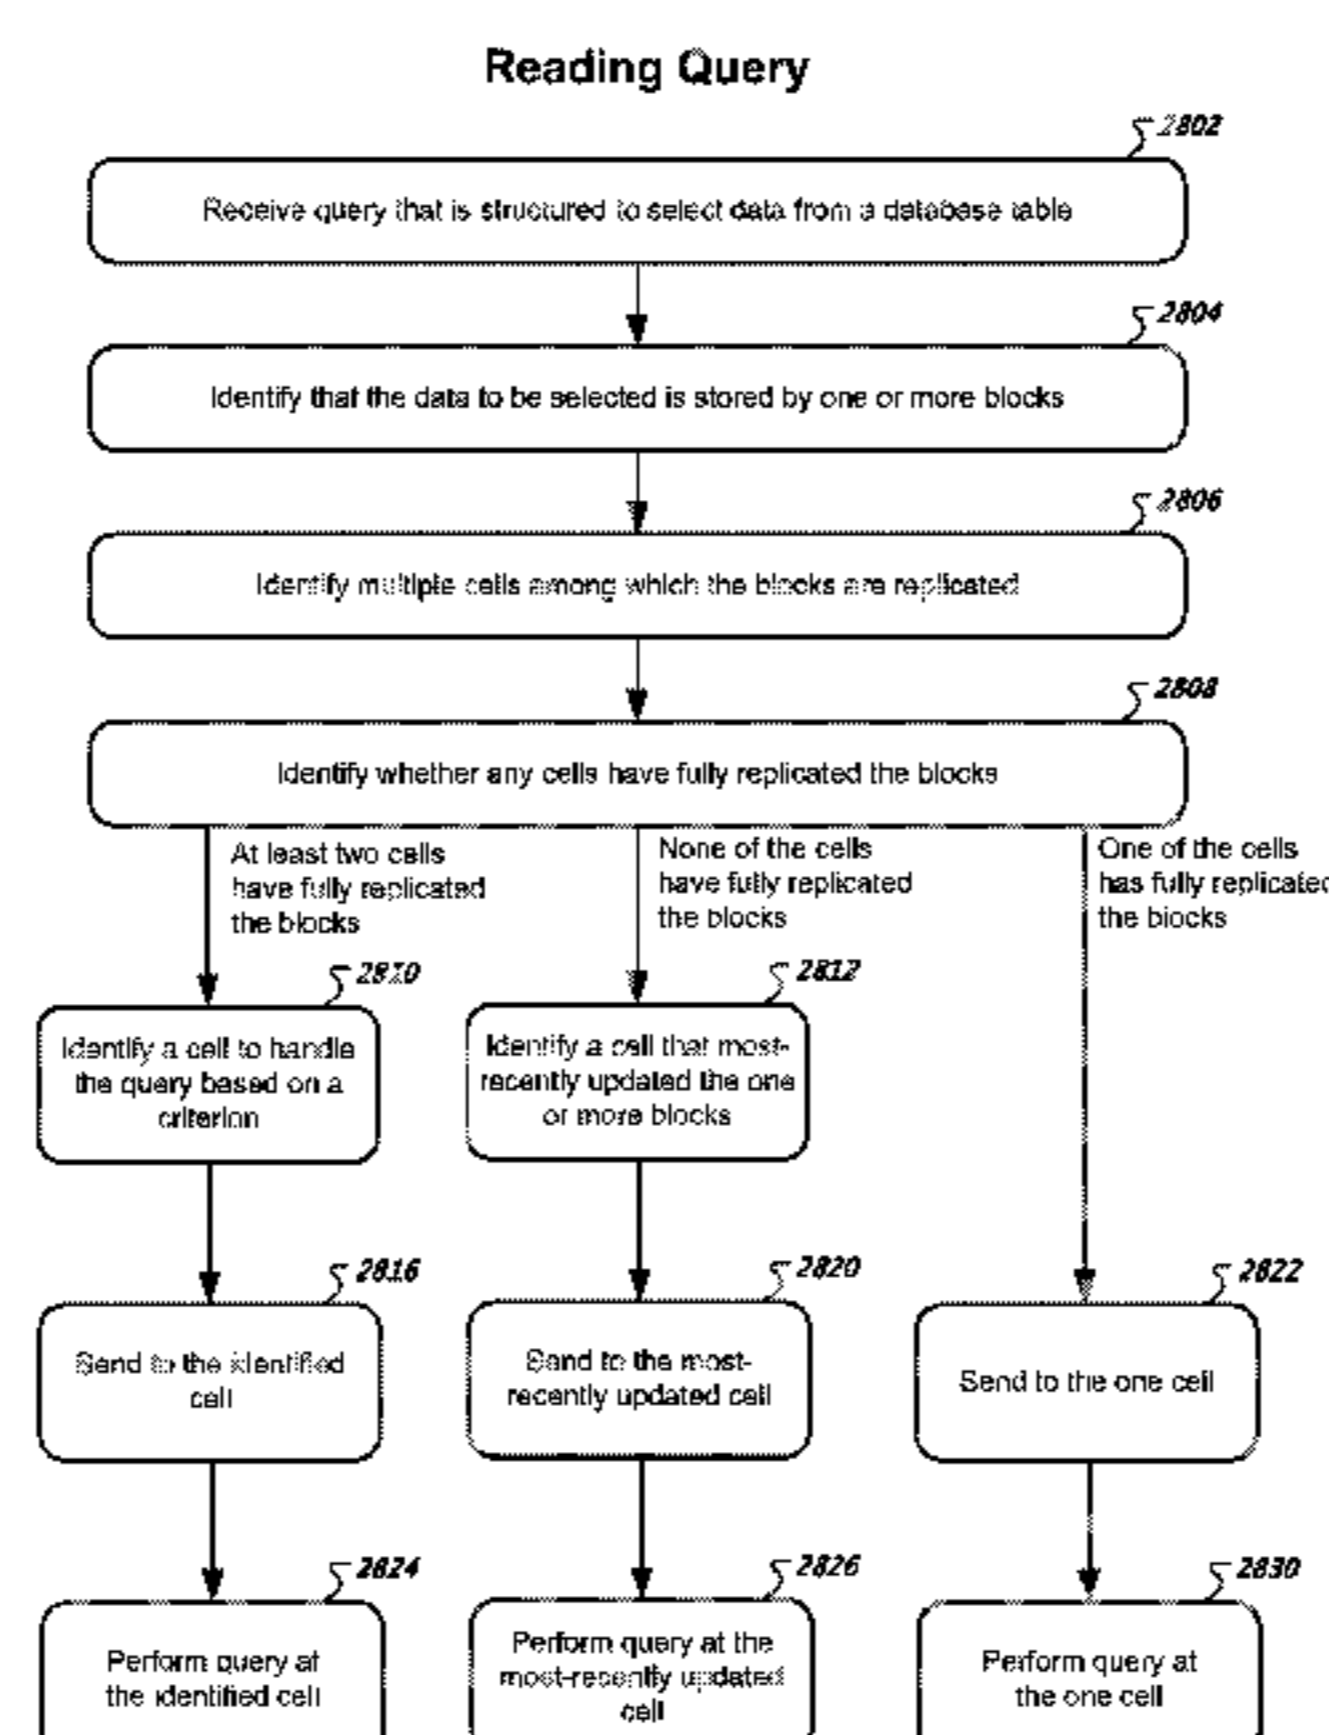 Reading Query
2802
Receive query that is structured to select data from a database table
2804
Identify that the data to be selected is stored by one or more blocks
2806
Identify multiple cells among which the blocks are replicated
2808
Identify whether any cells have fully replicated the blocks
At least two cells
have fully replicated
the blocks
None of the cells
have fully replicated
the blocks
One of the cells
has fully replicated
the blocks
2810
Identify a cell to handle
the query based on a
criterion
2812
Identify a cell that most-
recently updated the one
or more blocks
2816
Send to the identified
cell
2820
Send to the most-
recently updated cell
2822
Send to the one cell
2824
Perform query at
the identified cell
2826
Perform query at the
most-recently updated
cell
2830
Perform query at
the one cell